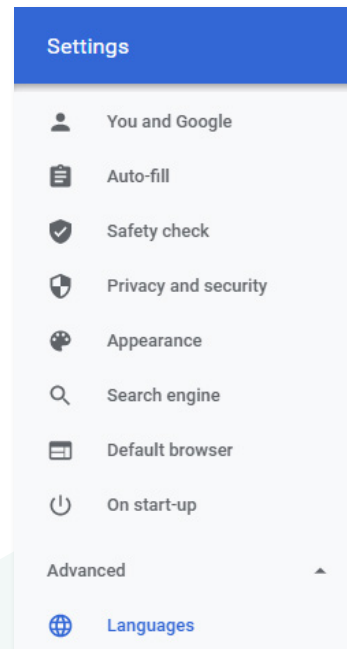 Settings
You and Google
Auto-fill
Safety check
Privacy and security
Appearance
Search engine
Default browser
On start-up
Advanced
Languages